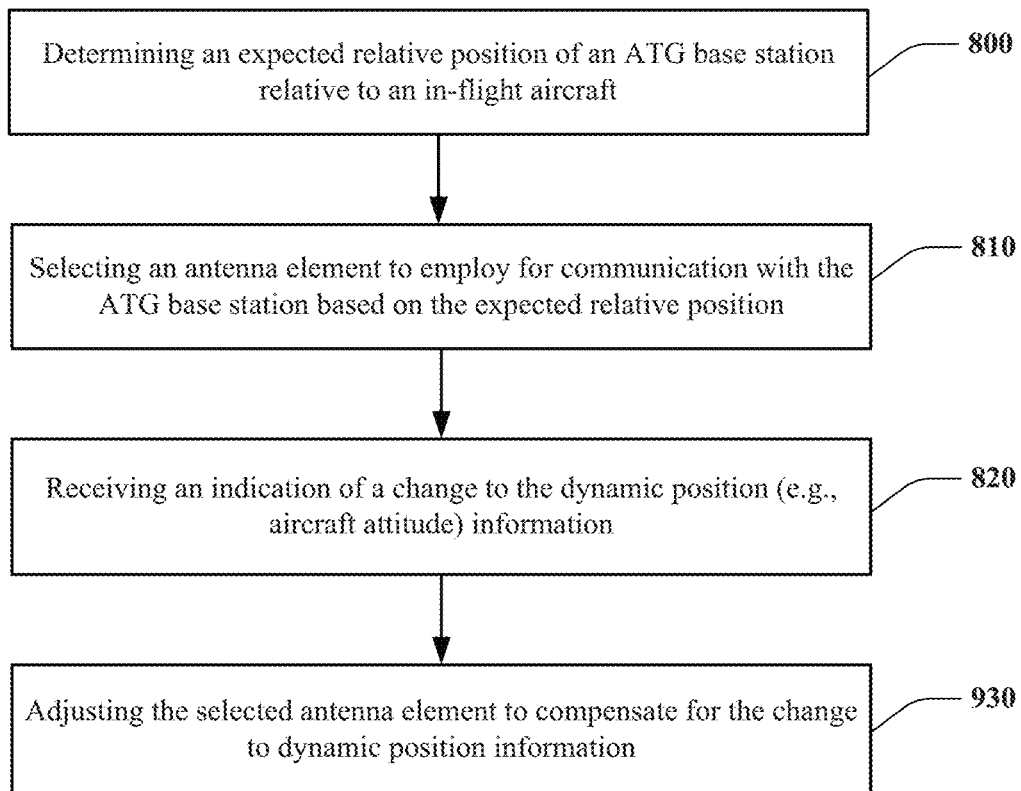 Determining an expected relative position of an ATG base station
relative to an in-flight aircraft
800
Selecting an antenna element to employ for communication with the
ATG base station based on the expected relative position
810
Receiving an indication of a change to the dynamic position (e.g.,
aircraft attitude) information
820
Adjusting the selected antenna element to compensate for the change
to dynamic position information
930